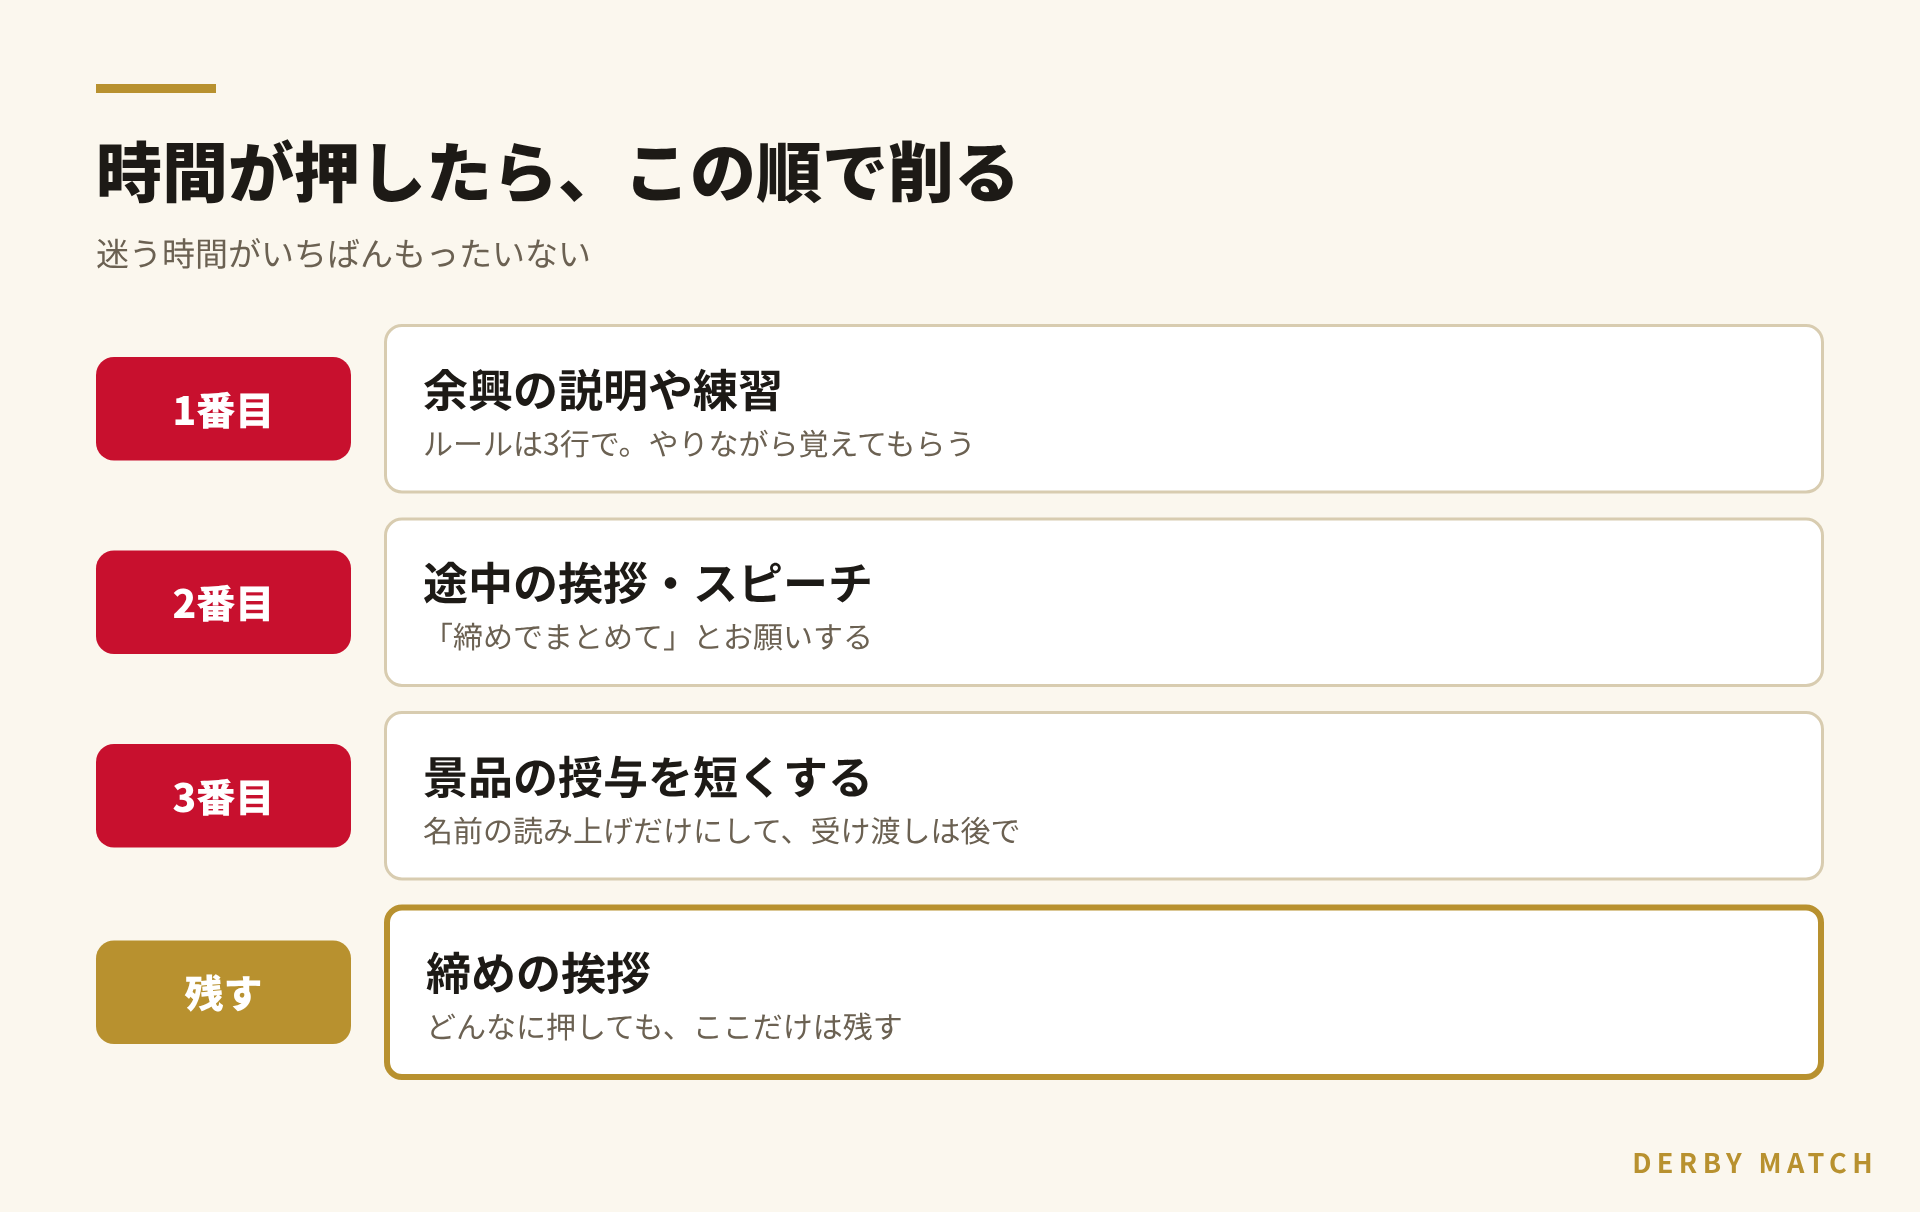 時間が押したら、この順で削る
迷う時間がいちばんもったいない
1番目
余興の説明や練習
ルールは3行で。やりながら覚えてもらう
2番目
途中の挨拶・スピーチ
「締めでまとめて」とお願いする
3番目
景品の授与を短くする
名前の読み上げだけにして、受け渡しは後で
残す
締めの挨拶
どんなに押しても、ここだけは残す
DERBY MATCH